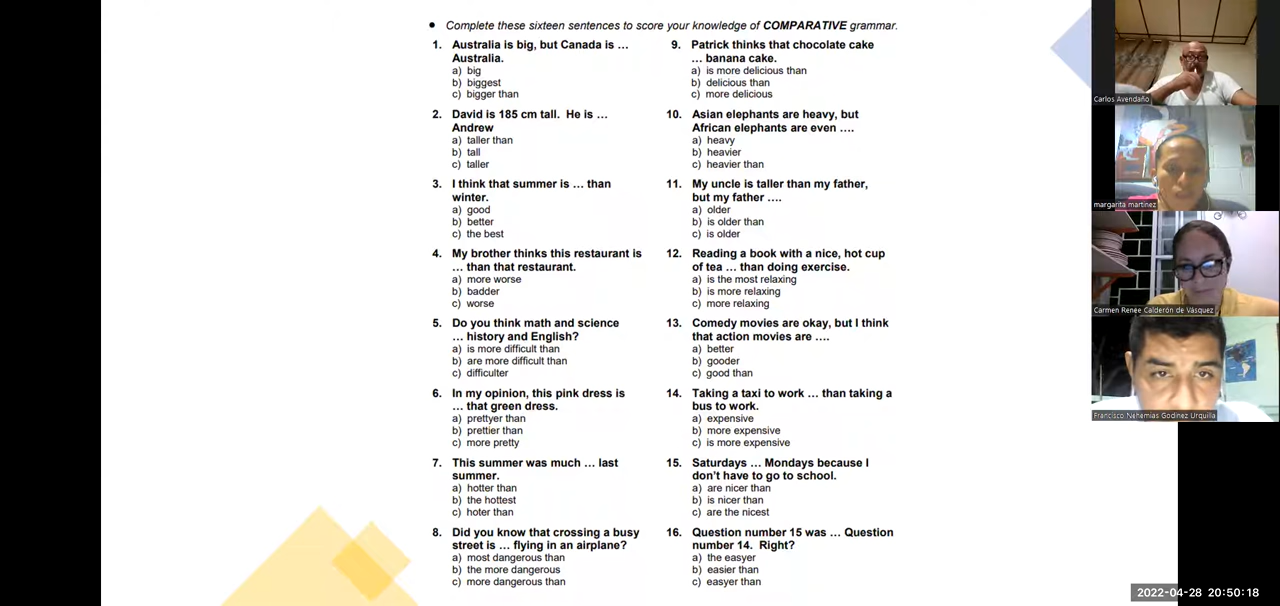 • Complete these sixteen sentences to score your knowledge of COMPARATIVE grammar.
1. Australia is big, but Canada is …
Australia.
a) big
b) biggest
c) bigger than
2. David is 185 cm tall. He is …
Andrew
a) taller than
b) tall
c) taller
3. I think that summer is … than
winter.
a) good
b) better
c) the best
4. My brother thinks this restaurant is
… than that restaurant.
a) more worse
b) badder
c) worse
5. Do you think math and science
… history and English?
a) is more difficult than
b) are more difficult than
c) difficulter
6. In my opinion, this pink dress is
… that green dress.
a) prettyer than
b) prettier than
c) more pretty
7. This summer was much … last
summer.
a) hotter than
b) the hottest
c) hoter than
8. Did you know that crossing a busy
street is … flying in an airplane?
a) most dangerous than
b) the more dangerous
c) more dangerous than
9. Patrick thinks that chocolate cake
… banana cake.
a) is more delicious than
b) delicious than
c) more delicious
10. Asian elephants are heavy, but
African elephants are even ….
a) heavy
b) heavier
c) heavier than
11. My uncle is taller than my father,
but my father ….
a) older
b) is older than
c) is older
12. Reading a book with a nice, hot cup
of tea … than doing exercise.
a) is the most relaxing
b) is more relaxing
c) more relaxing
13. Comedy movies are okay, but I think
that action movies are ….
a) better
b) gooder
c) good than
14. Taking a taxi to work … than taking a
bus to work.
a) expensive
b) more expensive
c) is more expensive
15. Saturdays … Mondays because I
don't have to go to school.
a) are nicer than
b) is nicer than
c) are the nicest
16. Question number 15 was … Question
number 14. Right?
a) the easyer
b) easier than
c) easyer than
Carlos Avendaño
margarita martinez
Carmen Renee Calderón de Vásquez
Francisco Nehemias Godinez Urquilla
2022-04-28 20:50:18